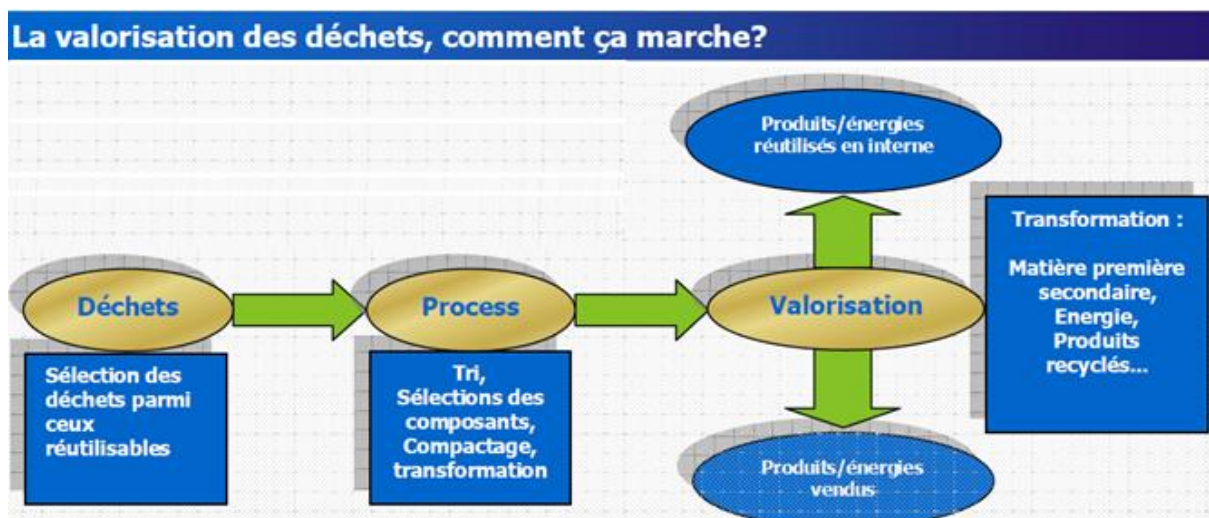 La valorisation des déchets, comment ça marche?
Produits/énergies
réutilisés en interne
Déchets
Process
Valorisation
Sélection des
déchets parmi
ceux
réutilisables
Tri,
Sélections des
composants,
Compactage,
transformation
Transformation :
Matière première
secondaire,
Energie,
Produits
recyclés...
Produits/énergies
vendus